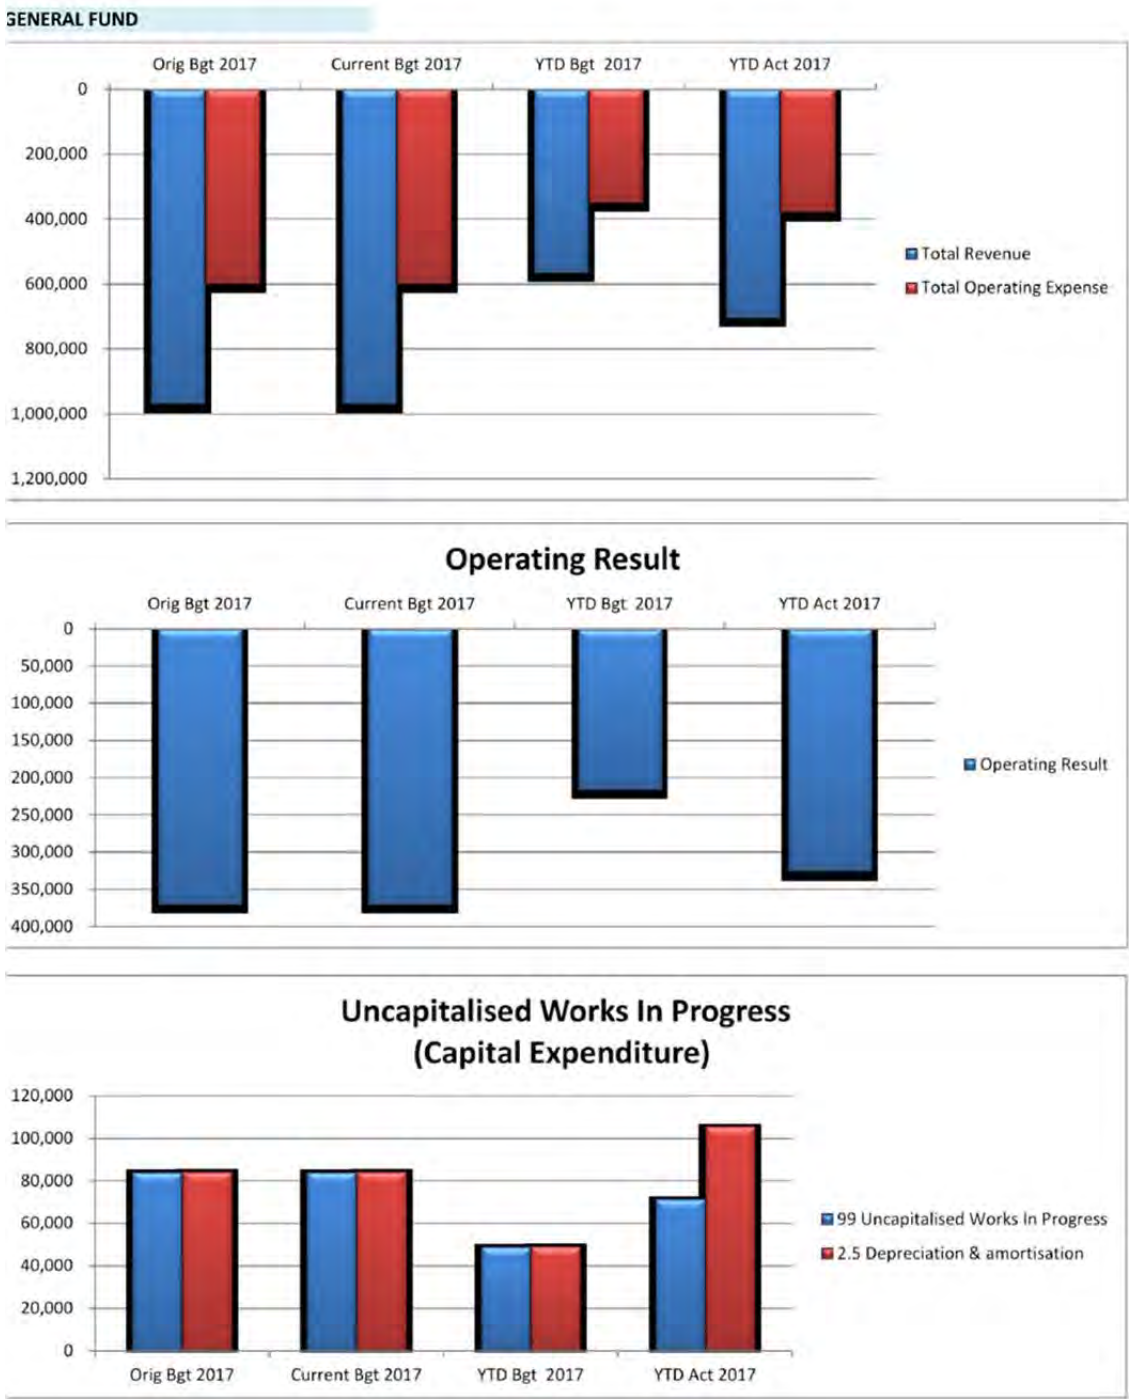 GENERAL FUND
Orig Bgt 2017 Current Bgt 2017 YTD Bgt 2017 YTD Act 2017
0
200,000
400,000
Total Revenue
600,000
Total Operating Expense
800,000
1,000,000
1,200,000
Operating Result
Orig Bgt 2017 Current Bgt 2017 YTD Bgt 2017 YTD Act 2017
0
50,000
100,000
150,000
Operating Result
200,000
250,000
300,000
350,000
400,000
Uncapitalised Works In Progress
(Capital Expenditure)
120,000
100,000
80,000
60,000
99 Uncapitalised Works In Progress
2.5 Depreciation & amortisation
40,000
20,000
0
Orig Bgt 2017 Current Bgt 2017 YTD Bgt 2017 YTD Act 2017